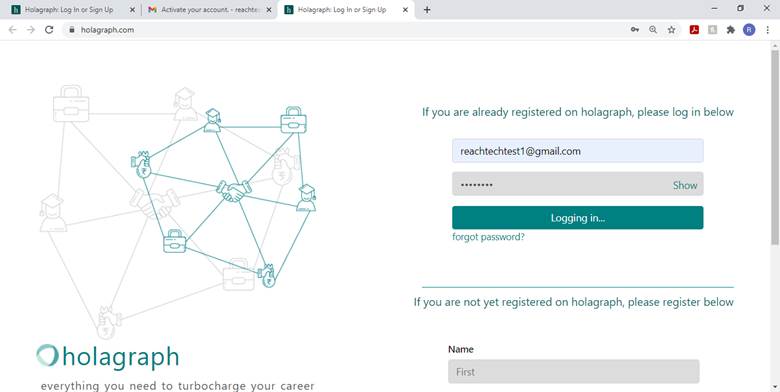 Holagraph: Log In or Sign Up
Activate your account. - reachtec
Holagraph: Log In or Sign Up
R
holagraph.com
If you are already registered on holagraph, please log in below
reachtechtest1@gmail.com
•••••••• Show
Logging in...
forgot password?
If you are not yet registered on holagraph, please register below
Name
First
holagraph
everything you need to turbocharge your career